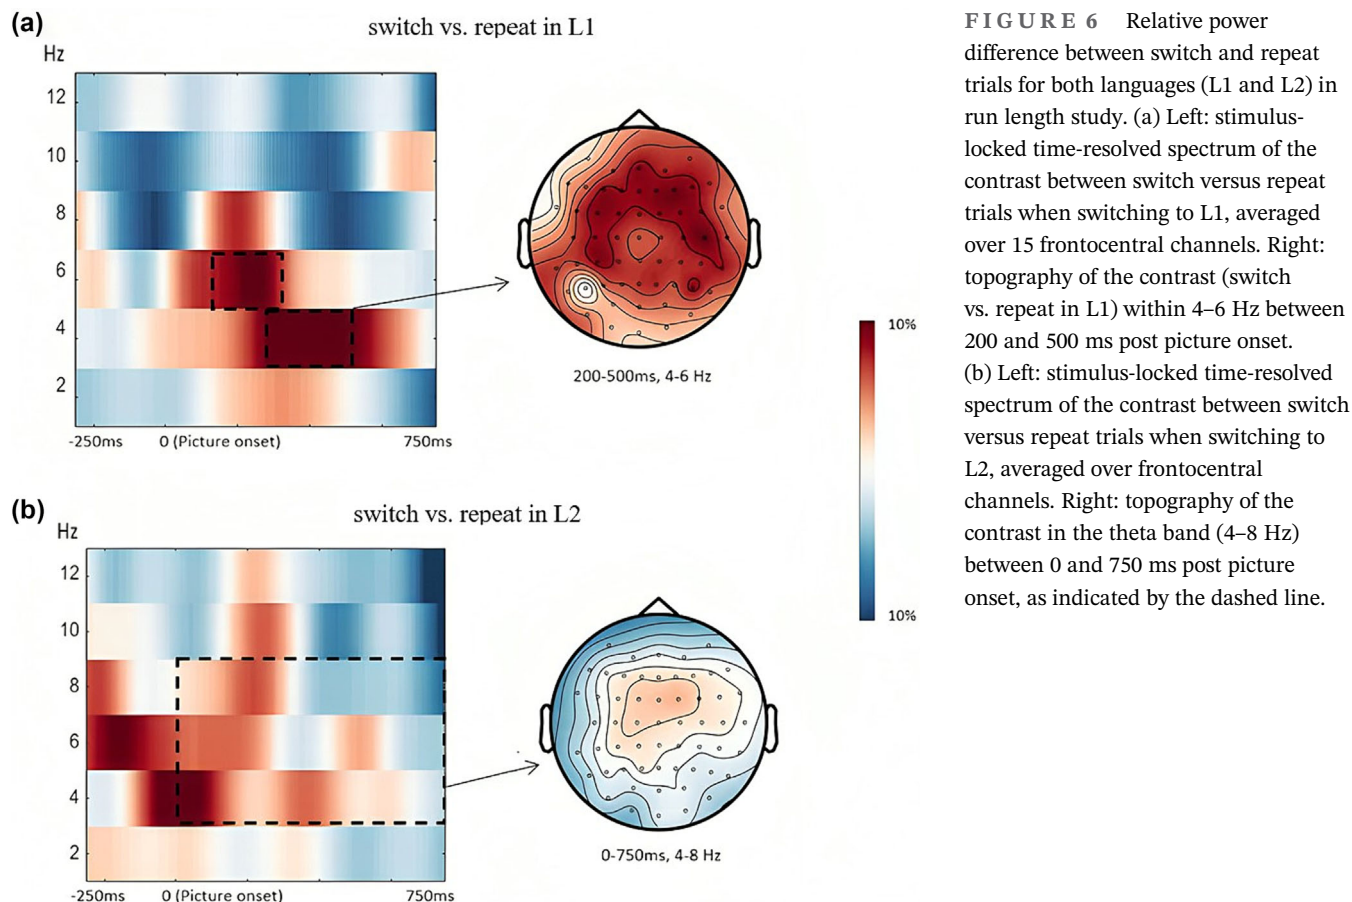 (a)
switch vs. repeat in L1
Hz
12
10
8
6
4
2
-250ms 0 (Picture onset) 750ms
200-500ms, 4-6 Hz
10%
10%
(b)
switch vs. repeat in L2
Hz
12
10
8
6
4
2
-250ms 0 (Picture onset) 750ms
0-750ms, 4-8 Hz
FIGURE 6 Relative power
difference between switch and repeat
trials for both languages (L1 and L2) in
run length study. (a) Left: stimulus-
locked time-resolved spectrum of the
contrast between switch versus repeat
trials when switching to L1, averaged
over 15 frontocentral channels. Right:
topography of the contrast (switch
vs. repeat in L1) within 4–6 Hz between
200 and 500 ms post picture onset.
(b) Left: stimulus-locked time-resolved
spectrum of the contrast between switch
versus repeat trials when switching to
L2, averaged over frontocentral
channels. Right: topography of the
contrast in the theta band (4–8 Hz)
between 0 and 750 ms post picture
onset, as indicated by the dashed line.